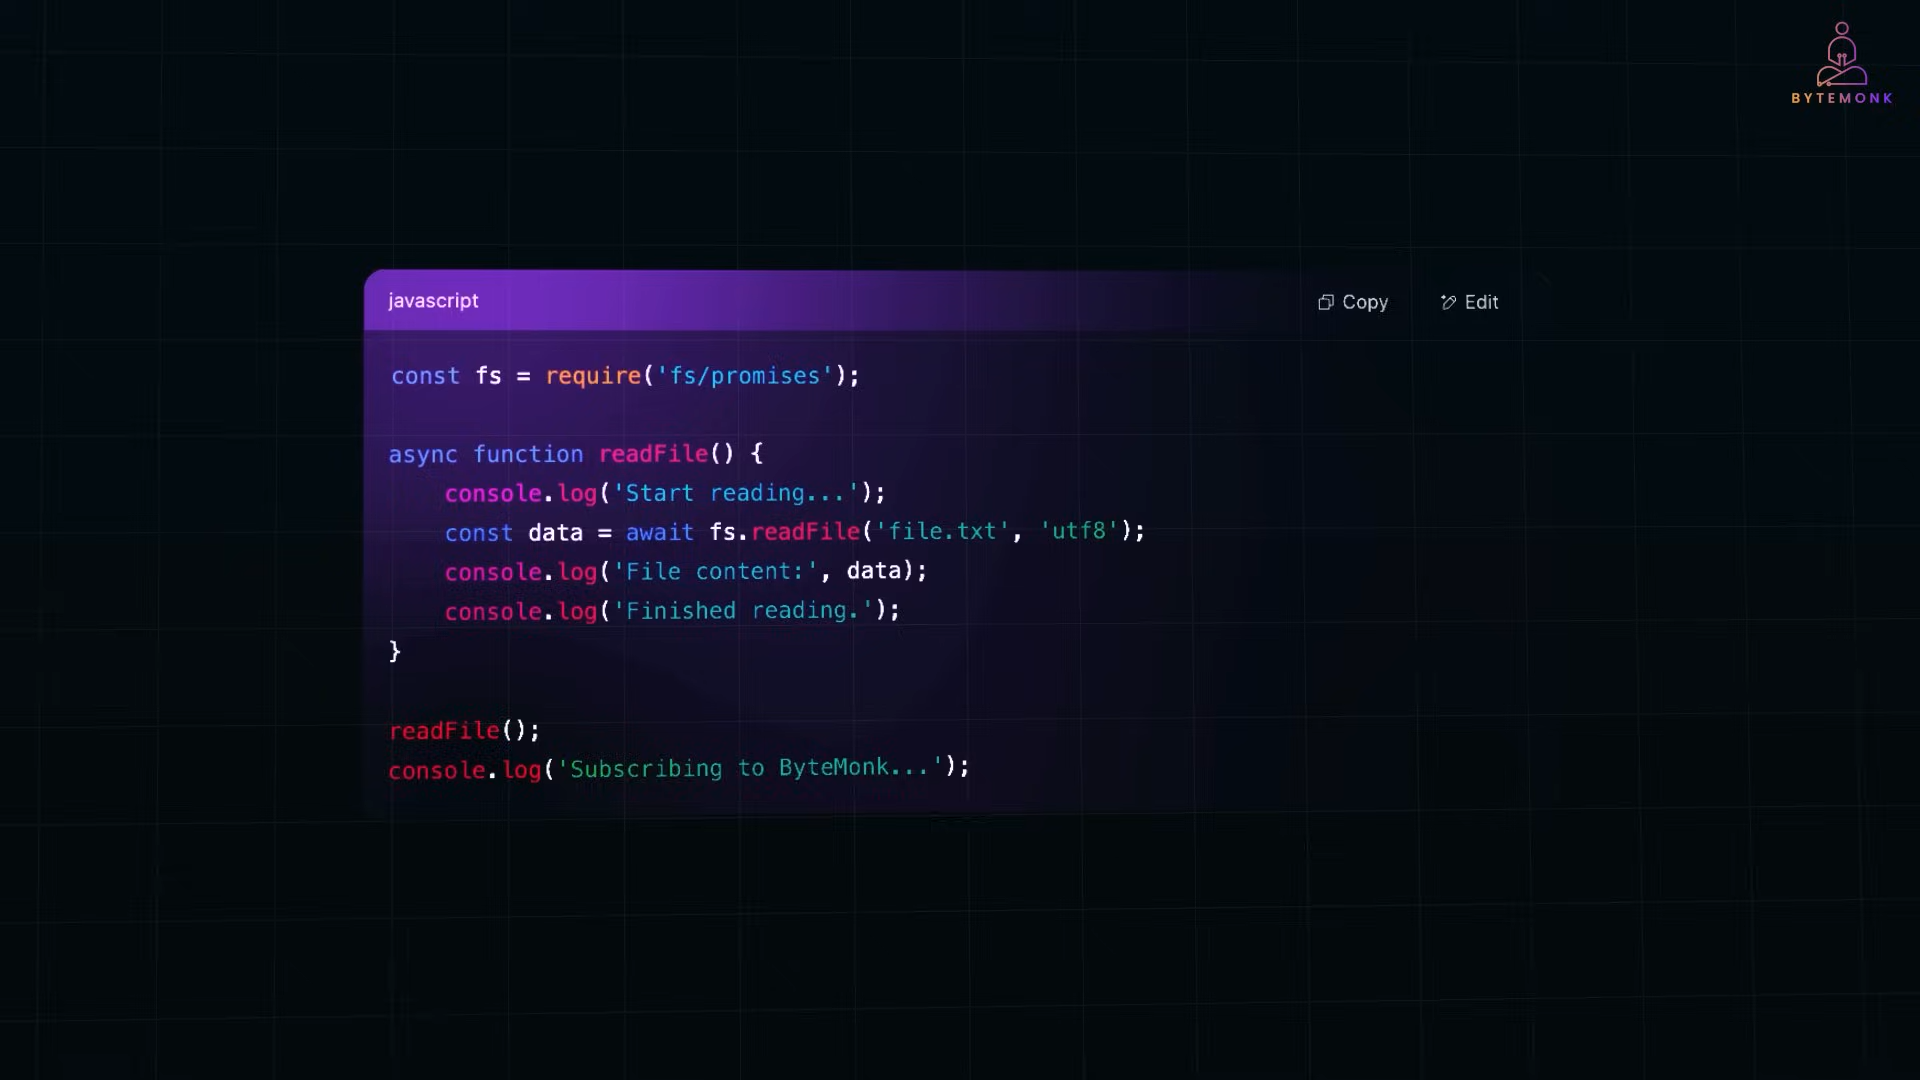 BYTEMONK
javascript
Copy
Edit
const fs = require('fs/promises');
async function readFile() {
    console.log('Start reading...');
    const data = await fs.readFile('file.txt', 'utf8');
    console.log('File content:', data);
    console.log('Finished reading.');
}
readFile();
console.log('Subscribing to ByteMonk...');